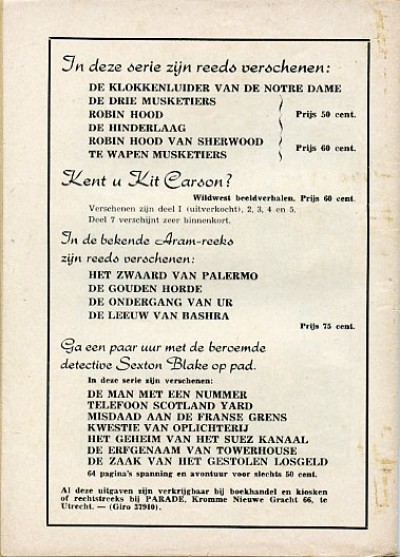 In deze serie zijn reeds verschenen:
DE KLOKKENLUIDER VAN DE NOTRE DAME
DE DRIE MUSKETIERS
ROBIN HOOD Prijs 50 cent.
DE HINDERLAAG
ROBIN HOOD VAN SHERWOOD
TE WAPEN MUSKETIERS Prijs 60 cent.
Kent u Kit Carson?
Wildwest beeldverhalen. Prijs 60 cent.
Verschenen zijn deel 1 (uitverkocht), 2, 3, 4 en 5.
Deel 7 verschijnt zeer binnenkort.
In de bekende Aram-reeks
zijn reeds verschenen:
HET ZWAARD VAN PALERMO
DE GOUDEN HORDE
DE ONDERGANG VAN UR
DE LEEUW VAN BASHRA
Prijs 75 cent.
Ga een paar uur met de beroemde
detective Sexton Blake op pad.
In deze serie zijn verschenen:
DE MAN MET EEN NUMMER
TELEFOON SCOTLAND YARD
MISDAAD AAN DE FRANSE GRENS
KWESTIE VAN OPLICHTERIJ
HET GEHEIM VAN HET SUEZ KANAAL
DE ERFGENAAM VAN TOWERHOUSE
DE ZAAK VAN HET GESTOLEN LOSGELD
64 pagina's spanning en avontuur voor slechts 50 cent.
Al deze uitgaven zijn verkrijgbaar bij boekhandel en kiosken
of rechtstreeks bij PARADE, Kromme Nieuwe Gracht 66, te
Utrecht. — (Giro 37910).